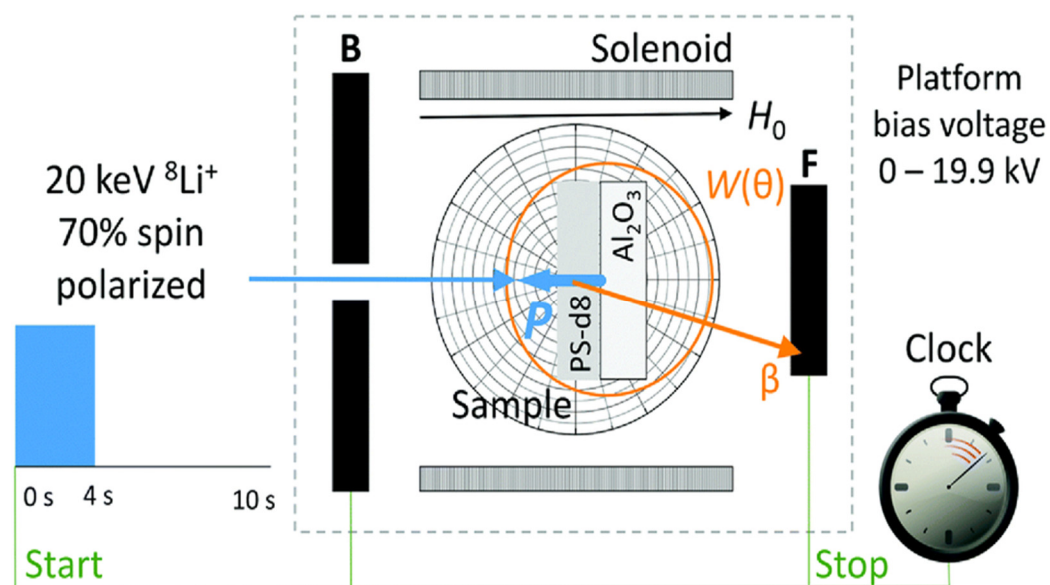 B
Solenoid
H₀
Platform
bias voltage
0 – 19.9 kV
F
W(θ)
20 keV ⁸Li⁺
70% spin
polarized
Al₂O₃
PS-d8
P
β
Sample
Clock
0 s
4 s
10 s
Start
Stop